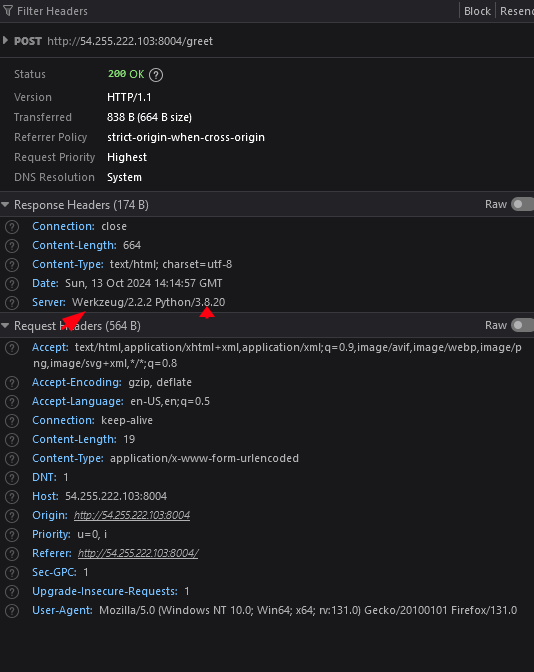 Filter Headers Block Resen
POST http://54.255.222.103:8004/greet
Status 200 OK ?
Version HTTP/1.1
Transferred 838 B (664 B size)
Referrer Policy strict-origin-when-cross-origin
Request Priority Highest
DNS Resolution System
Response Headers (174 B) Raw
? Connection: close
? Content-Length: 664
? Content-Type: text/html; charset=utf-8
? Date: Sun, 13 Oct 2024 14:14:57 GMT
? Server: Werkzeug/2.2.2 Python/3.8.20
Request Headers (564 B) Raw
? Accept: text/html,application/xhtml+xml,application/xml;q=0.9,image/avif,image/webp,image/p
ng,image/svg+xml,*/*;q=0.8
? Accept-Encoding: gzip, deflate
? Accept-Language: en-US,en;q=0.5
? Connection: keep-alive
? Content-Length: 19
? Content-Type: application/x-www-form-urlencoded
? DNT: 1
? Host: 54.255.222.103:8004
? Origin: http://54.255.222.103:8004
? Priority: u=0, i
? Referer: http://54.255.222.103:8004/
? Sec-GPC: 1
? Upgrade-Insecure-Requests: 1
? User-Agent: Mozilla/5.0 (Windows NT 10.0; Win64; x64; rv:131.0) Gecko/20100101 Firefox/131.0